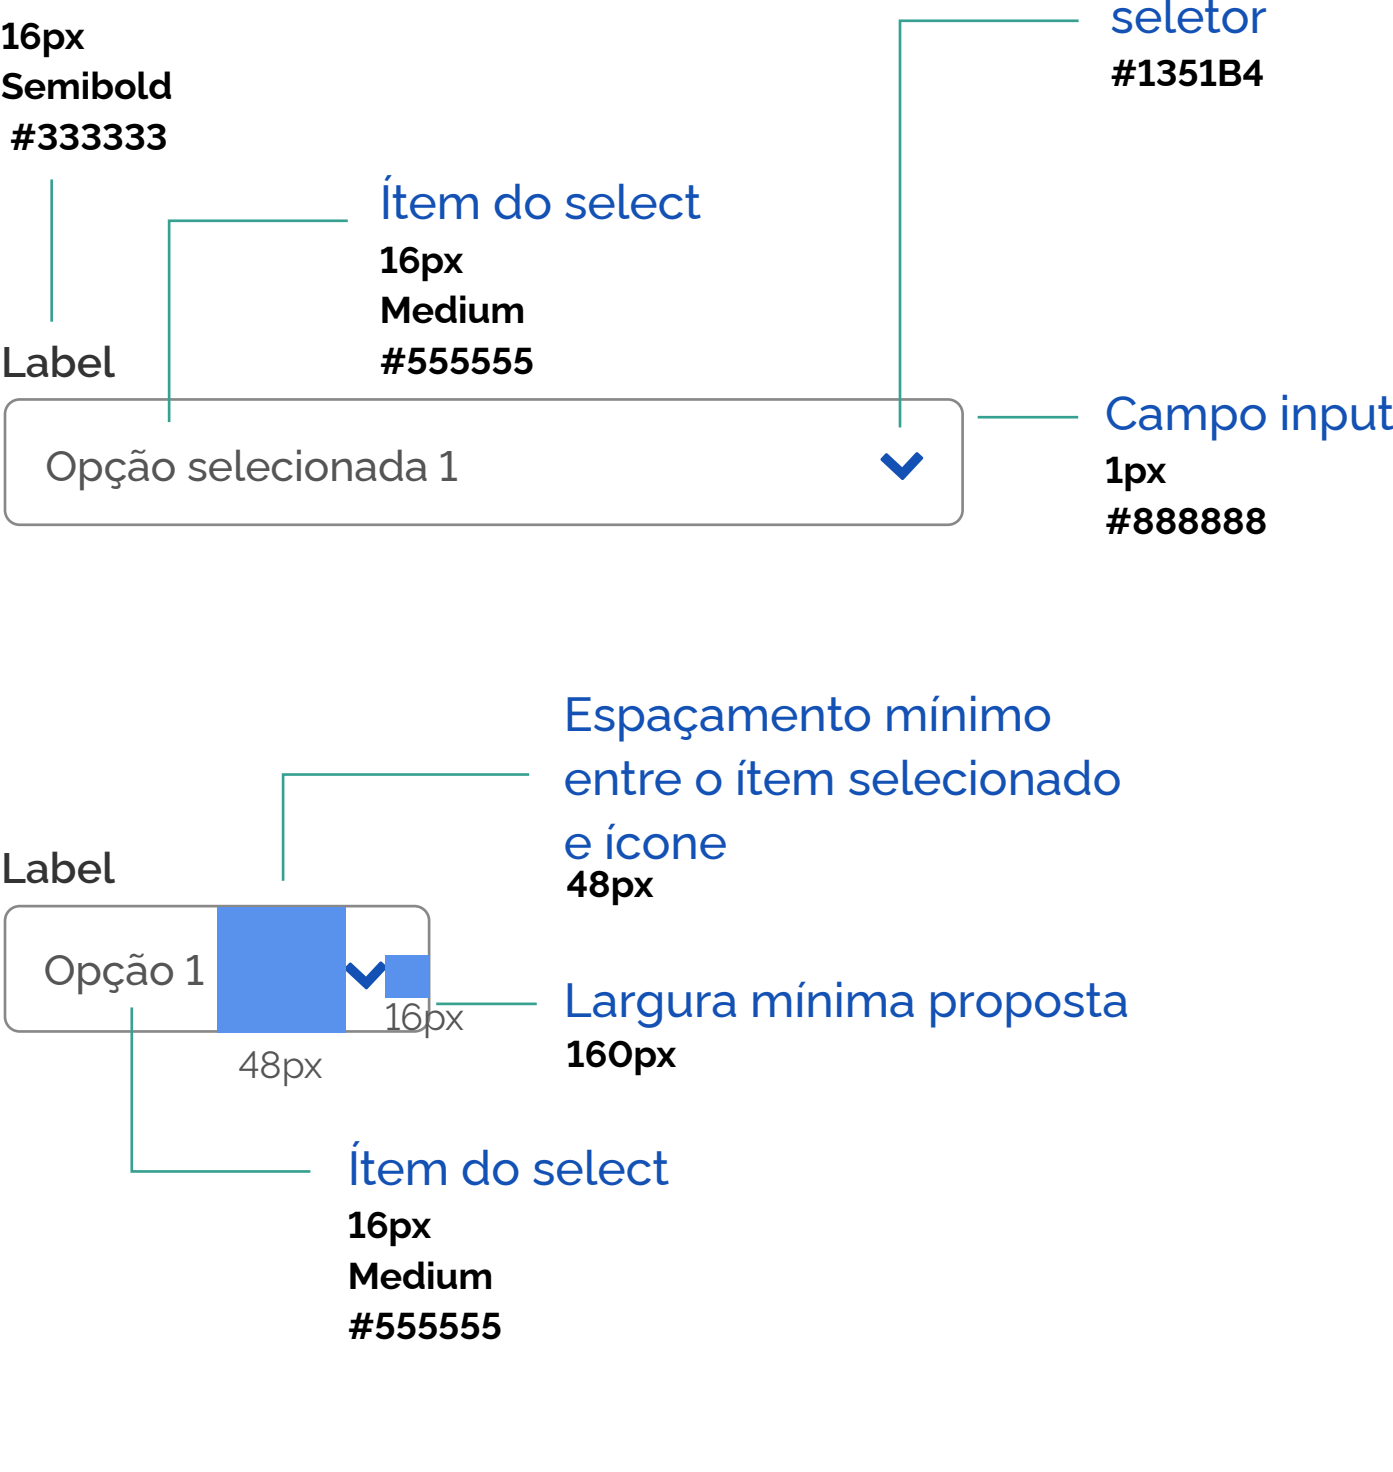 16px
Semibold
#333333
seletor
#1351B4
Ítem do select
16px
Medium
#555555
Label
Opção selecionada 1
Campo input
1px
#888888
Espaçamento mínimo
entre o ítem selecionado
e ícone
48px
Label
Opção 1
16px
48px
Largura mínima proposta
160px
Ítem do select
16px
Medium
#555555